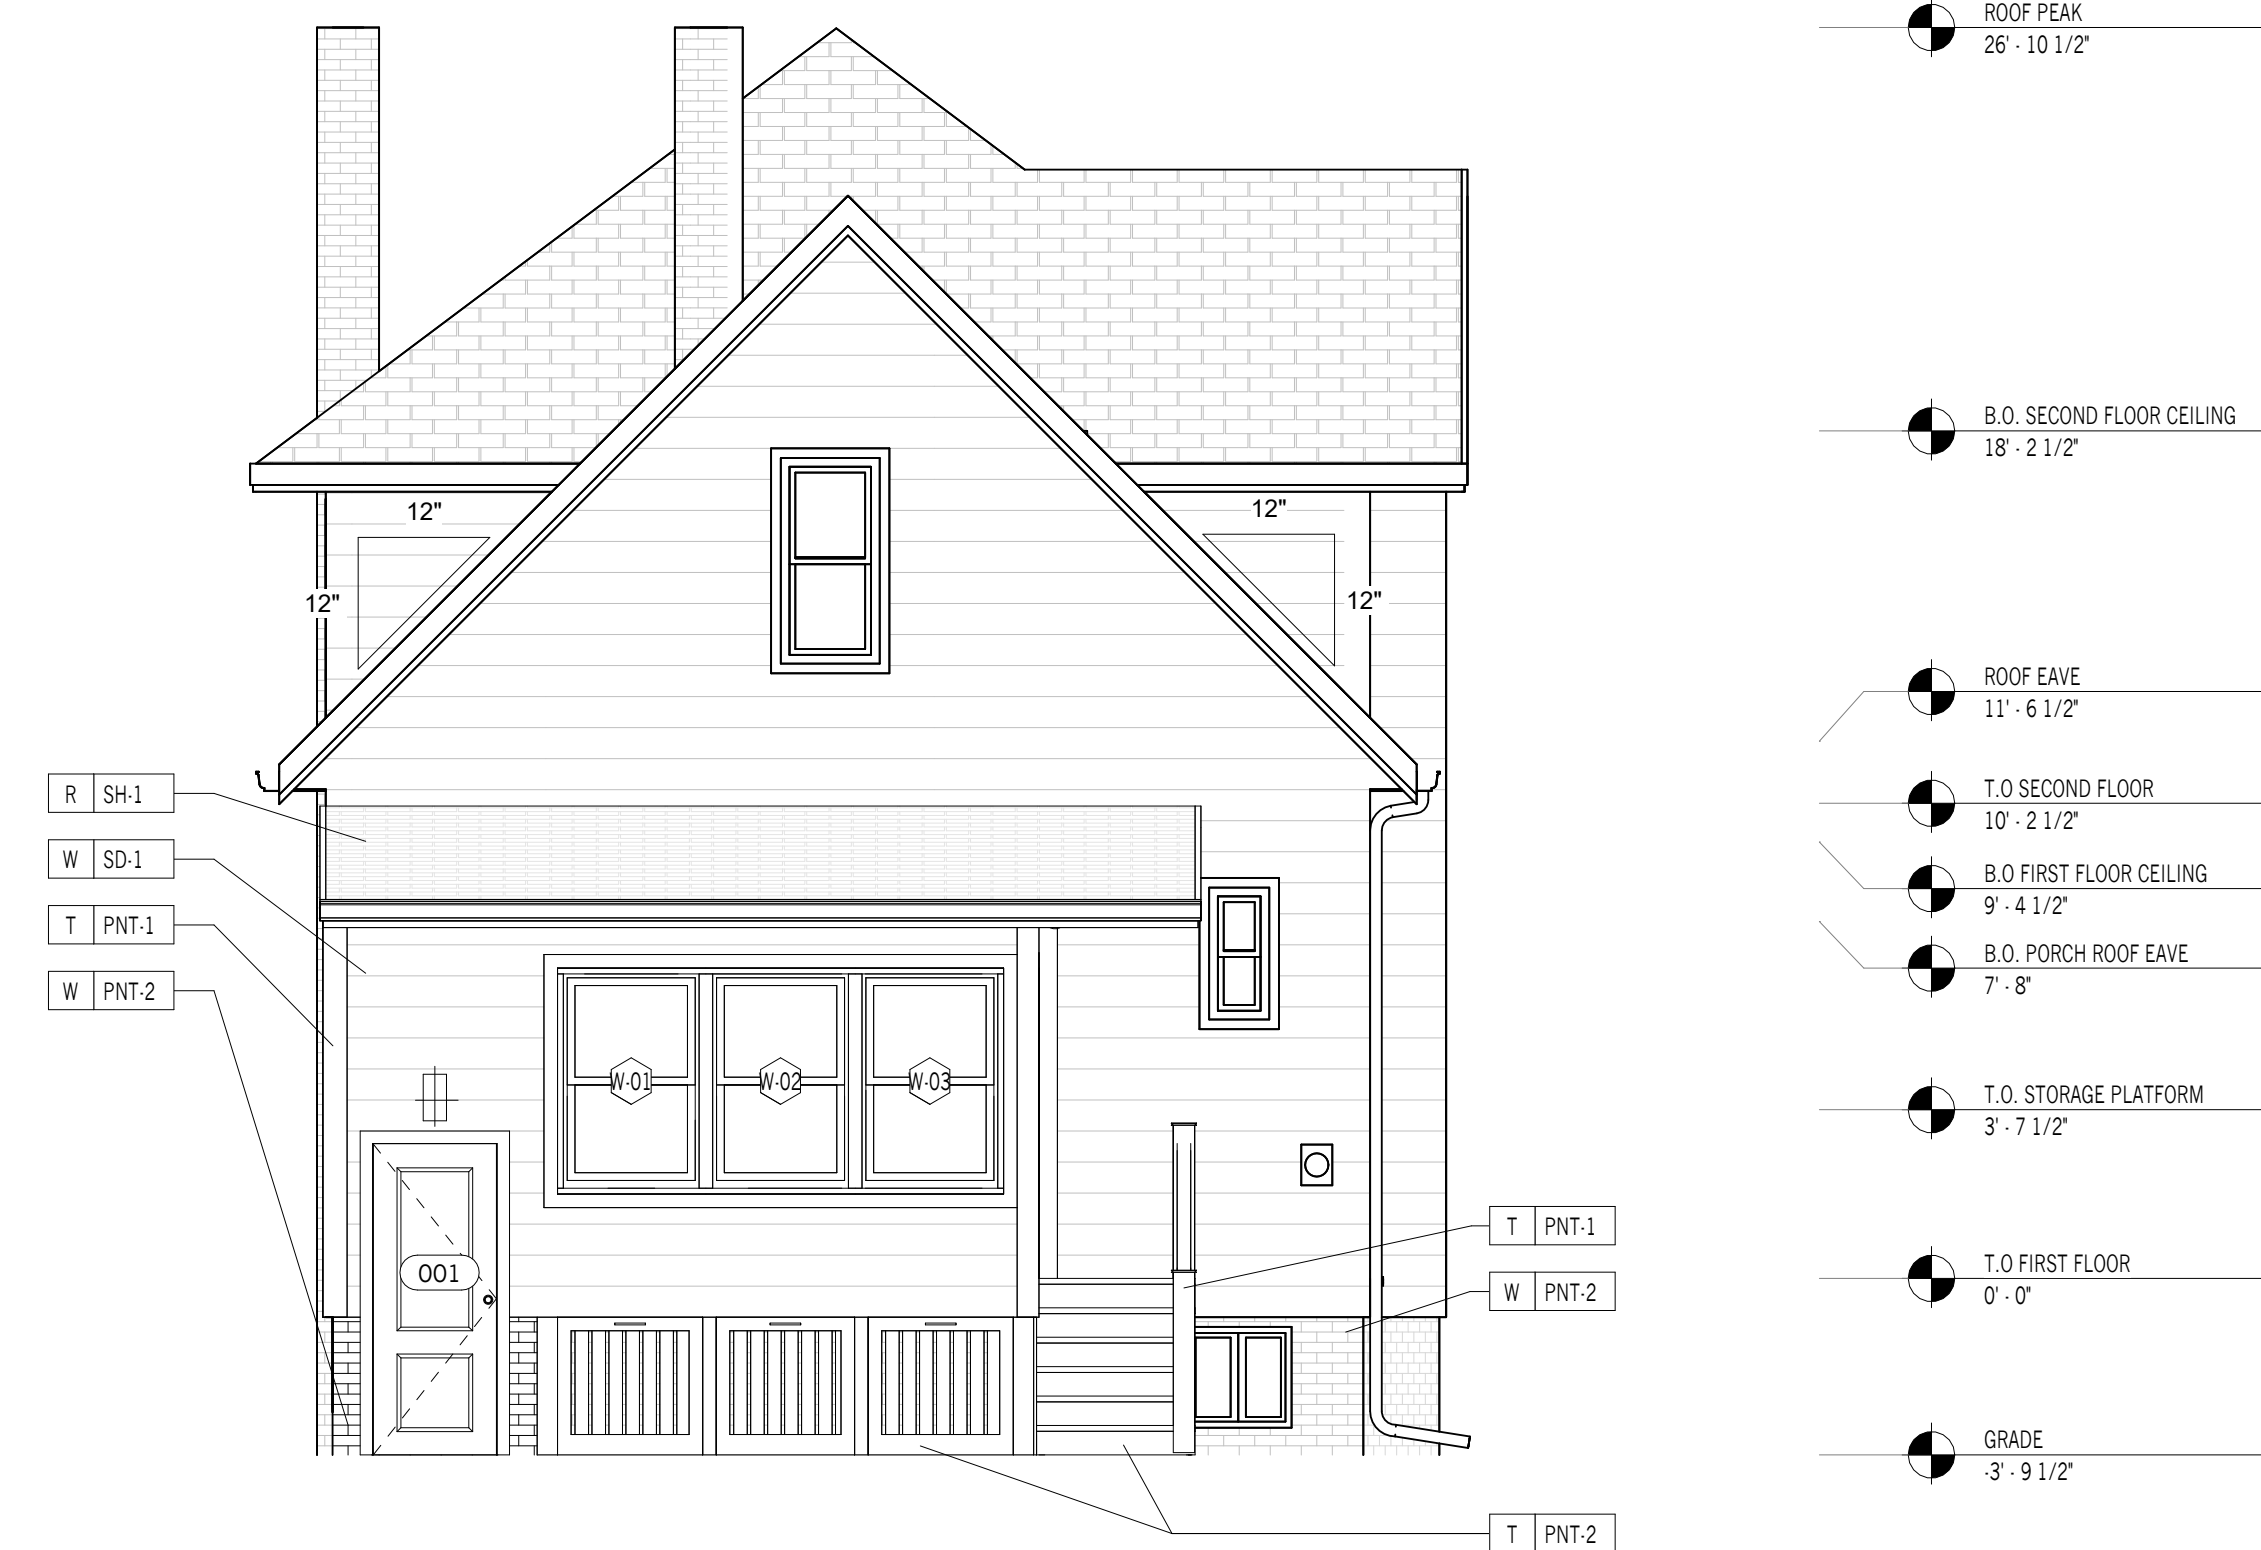 ROOF PEAK
26' - 10 1/2"
B.O. SECOND FLOOR CEILING
18' - 2 1/2"
12"
12"
12"
12"
ROOF EAVE
11' - 6 1/2"
R SH-1
T.O SECOND FLOOR
10' - 2 1/2"
W SD-1
B.O FIRST FLOOR CEILING
9' - 4 1/2"
T PNT-1
B.O. PORCH ROOF EAVE
7' - 8"
W PNT-2
W-01 W-02 W-03
T.O. STORAGE PLATFORM
3' - 7 1/2"
T PNT-1
001
T.O FIRST FLOOR
0' - 0"
W PNT-2
GRADE
-3' - 9 1/2"
T PNT-2